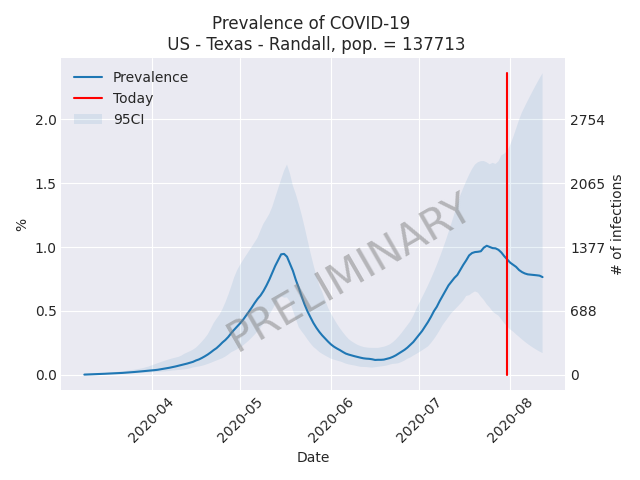 Prevalence of COVID-19
US - Texas - Randall, pop. = 137713
Prevalence
Today
95CI
PRELIMINARY
%
2.0
1.5
1.0
0.5
0.0
2754
2065
1377
688
0
# of infections
2020-04
2020-05
2020-06
2020-07
2020-08
Date